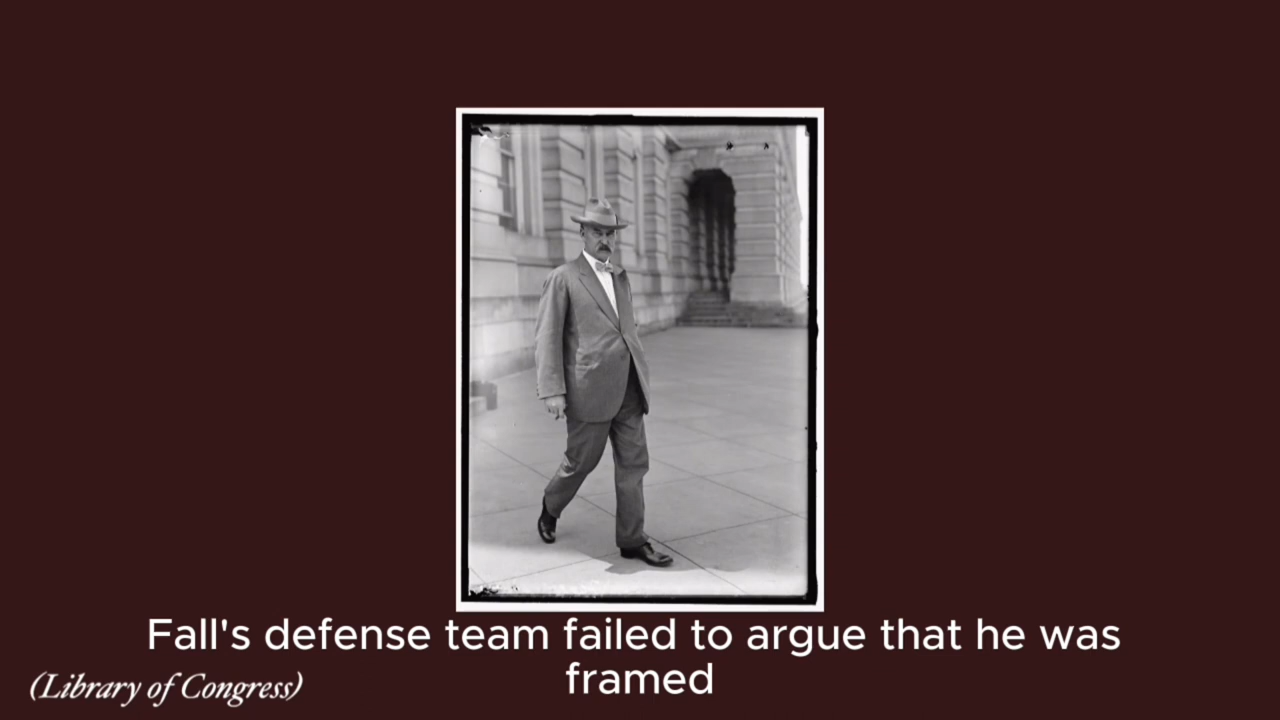 Fall's defense team failed to argue that he was
framed
(Library of Congress)